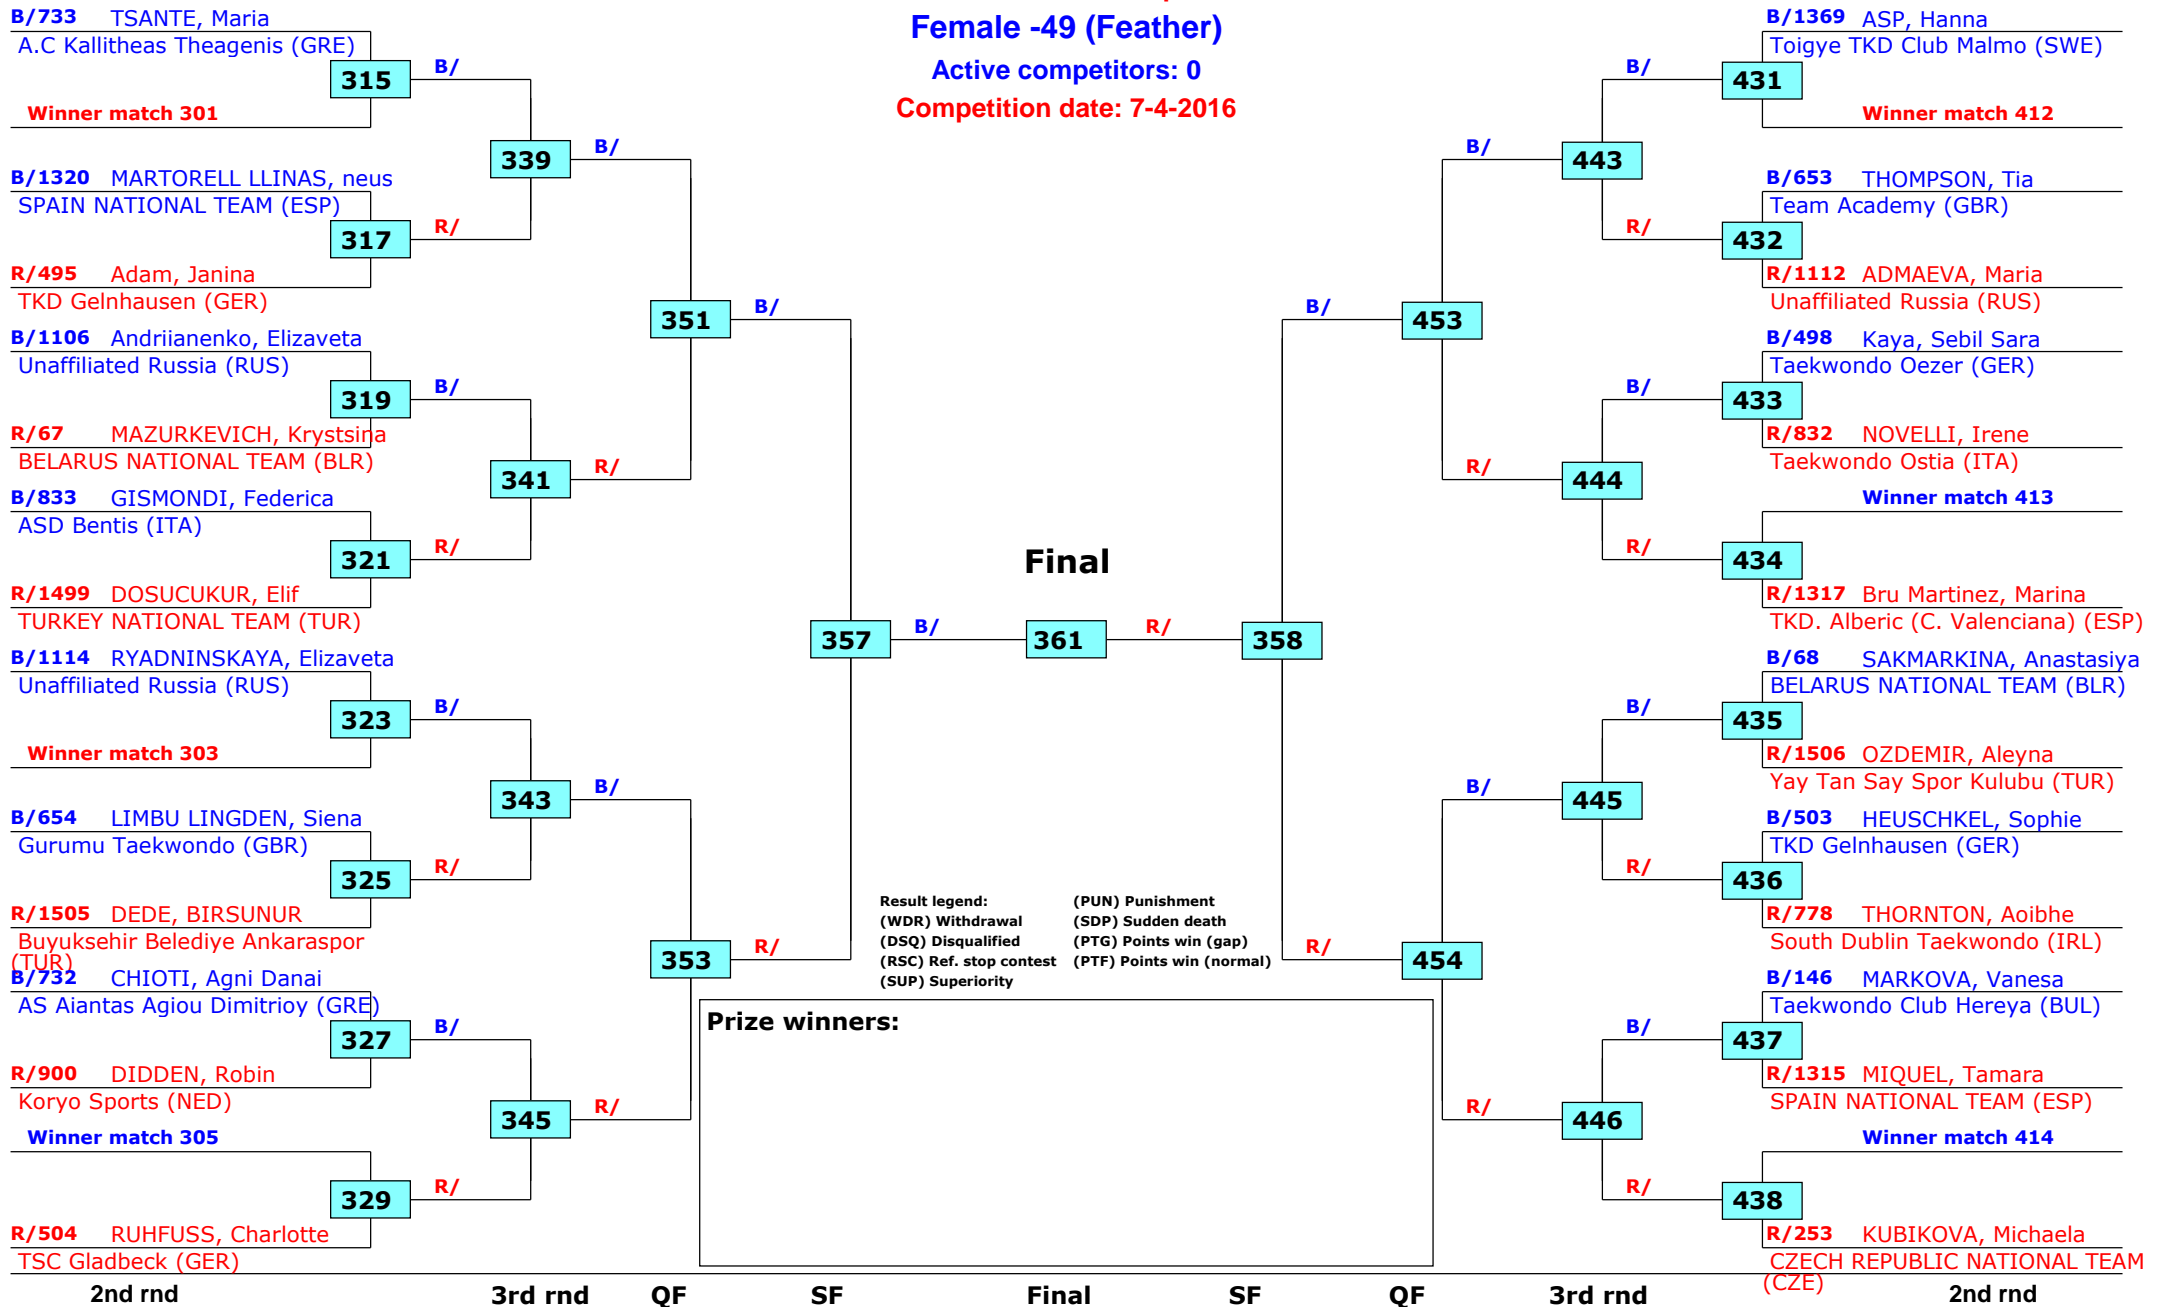 Female -49 (Feather)
Active competitors: 0
Competition date: 7-4-2016
B/733 TSANTE, Maria
A.C Kallitheas Theagenis (GRE)
315
B/
Winner match 301
339
B/
B/1320 MARTORELL LLINAS, neus
SPAIN NATIONAL TEAM (ESP)
317
R/
R/495 Adam, Janina
TKD Gelnhausen (GER)
351
B/
B/1106 Andriianenko, Elizaveta
Unaffiliated Russia (RUS)
319
B/
R/67 MAZURKEVICH, Krystsina
BELARUS NATIONAL TEAM (BLR)
341
R/
B/833 GISMONDI, Federica
ASD Bentis (ITA)
321
R/
R/1499 DOSUCUKUR, Elif
TURKEY NATIONAL TEAM (TUR)
357
B/
B/1114 RYADNINSKAYA, Elizaveta
Unaffiliated Russia (RUS)
323
B/
Winner match 303
343
B/
B/654 LIMBU LINGDEN, Siena
Gurumu Taekwondo (GBR)
325
R/
R/1505 DEDE, BIRSUNUR
Buyuksehir Belediye Ankaraspor
(TUR)
353
R/
B/732 CHIOTI, Agni Danai
AS Aiantas Agiou Dimitrioy (GRE)
327
B/
R/900 DIDDEN, Robin
Koryo Sports (NED)
345
R/
Winner match 305
329
R/
R/504 RUHFUSS, Charlotte
TSC Gladbeck (GER)
Final
361
R/
358
B/1369 ASP, Hanna
Toigye TKD Club Malmo (SWE)
B/
431
Winner match 412
B/
443
B/653 THOMPSON, Tia
Team Academy (GBR)
R/
432
R/1112 ADMAEVA, Maria
Unaffiliated Russia (RUS)
B/
453
B/498 Kaya, Sebil Sara
Taekwondo Oezer (GER)
B/
433
R/832 NOVELLI, Irene
Taekwondo Ostia (ITA)
R/
444
Winner match 413
R/
434
R/1317 Bru Martinez, Marina
TKD. Alberic (C. Valenciana) (ESP)
B/68 SAKMARKINA, Anastasiya
BELARUS NATIONAL TEAM (BLR)
B/
435
R/1506 OZDEMIR, Aleyna
Yay Tan Say Spor Kulubu (TUR)
B/
445
B/503 HEUSCHKEL, Sophie
TKD Gelnhausen (GER)
R/
436
R/778 THORNTON, Aoibhe
South Dublin Taekwondo (IRL)
R/
454
B/146 MARKOVA, Vanesa
Taekwondo Club Hereya (BUL)
B/
437
R/1315 MIQUEL, Tamara
SPAIN NATIONAL TEAM (ESP)
R/
446
Winner match 414
R/
438
R/253 KUBIKOVA, Michaela
CZECH REPUBLIC NATIONAL TEAM
(CZE)
Result legend: (PUN) Punishment
(WDR) Withdrawal (SDP) Sudden death
(DSQ) Disqualified (PTG) Points win (gap)
(RSC) Ref. stop contest (PTF) Points win (normal)
(SUP) Superiority
Prize winners:
2nd rnd 3rd rnd QF SF Final SF QF 3rd rnd 2nd rnd